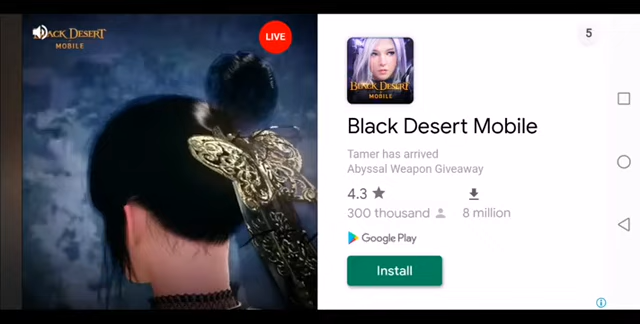 BLACK DESERT
MOBILE
LIVE
5
BLACK DESERT
MOBILE
Black Desert Mobile
Tamer has arrived
Abyssal Weapon Giveaway
4.3
300 thousand
8 million
Google Play
Install